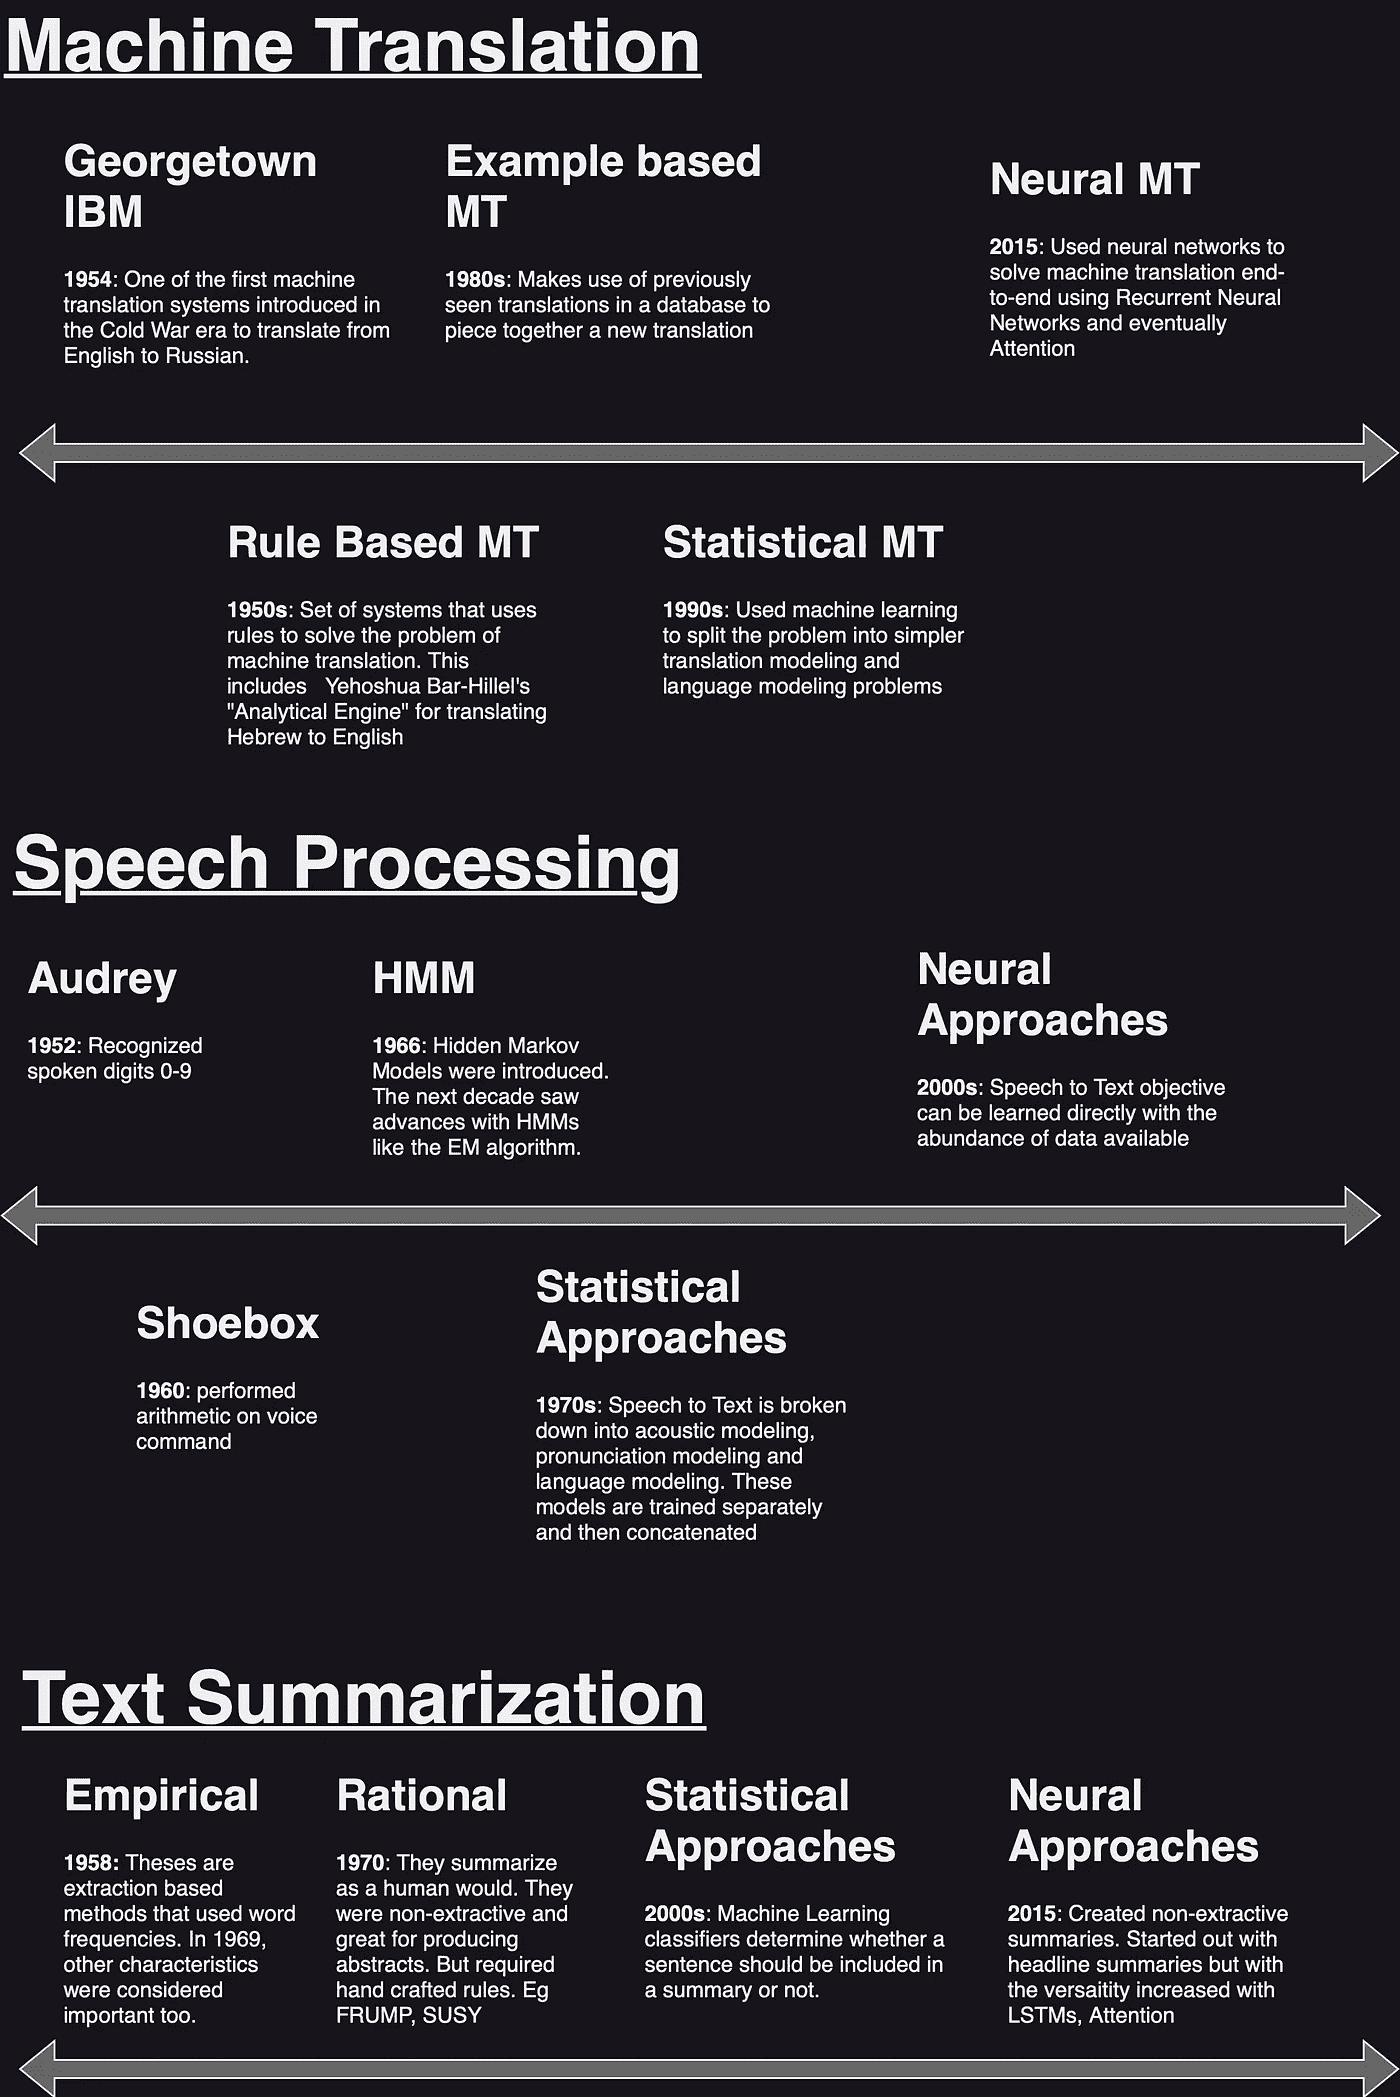 Machine Translation
Georgetown
IBM
1954: One of the first machine
translation systems introduced in
the Cold War era to translate from
English to Russian.
Example based
MT
1980s: Makes use of previously
seen translations in a database to
piece together a new translation
Neural MT
2015: Used neural networks to
solve machine translation end-
to-end using Recurrent Neural
Networks and eventually
Attention
Rule Based MT
1950s: Set of systems that uses
rules to solve the problem of
machine translation. This
includes   Yehoshua Bar-Hillel's
"Analytical Engine" for translating
Hebrew to English
Statistical MT
1990s: Used machine learning
to split the problem into simpler
translation modeling and
language modeling problems
Speech Processing
Audrey
1952: Recognized
spoken digits 0-9
HMM
1966: Hidden Markov
Models were introduced.
The next decade saw
advances with HMMs
like the EM algorithm.
Neural
Approaches
2000s: Speech to Text objective
can be learned directly with the
abundance of data available
Shoebox
1960: performed
arithmetic on voice
command
Statistical
Approaches
1970s: Speech to Text is broken
down into acoustic modeling,
pronunciation modeling and
language modeling. These
models are trained separately
and then concatenated
Text Summarization
Empirical
1958: Theses are
extraction based
methods that used word
frequencies. In 1969,
other characteristics
were considered
important too.
Rational
1970: They summarize
as a human would. They
were non-extractive and
great for producing
abstracts. But required
hand crafted rules. Eg
FRUMP, SUSY
Statistical
Approaches
2000s: Machine Learning
classifiers determine whether a
sentence should be included in
a summary or not.
Neural
Approaches
2015: Created non-extractive
summaries. Started out with
headline summaries but with
the versaitity increased with
LSTMs, Attention